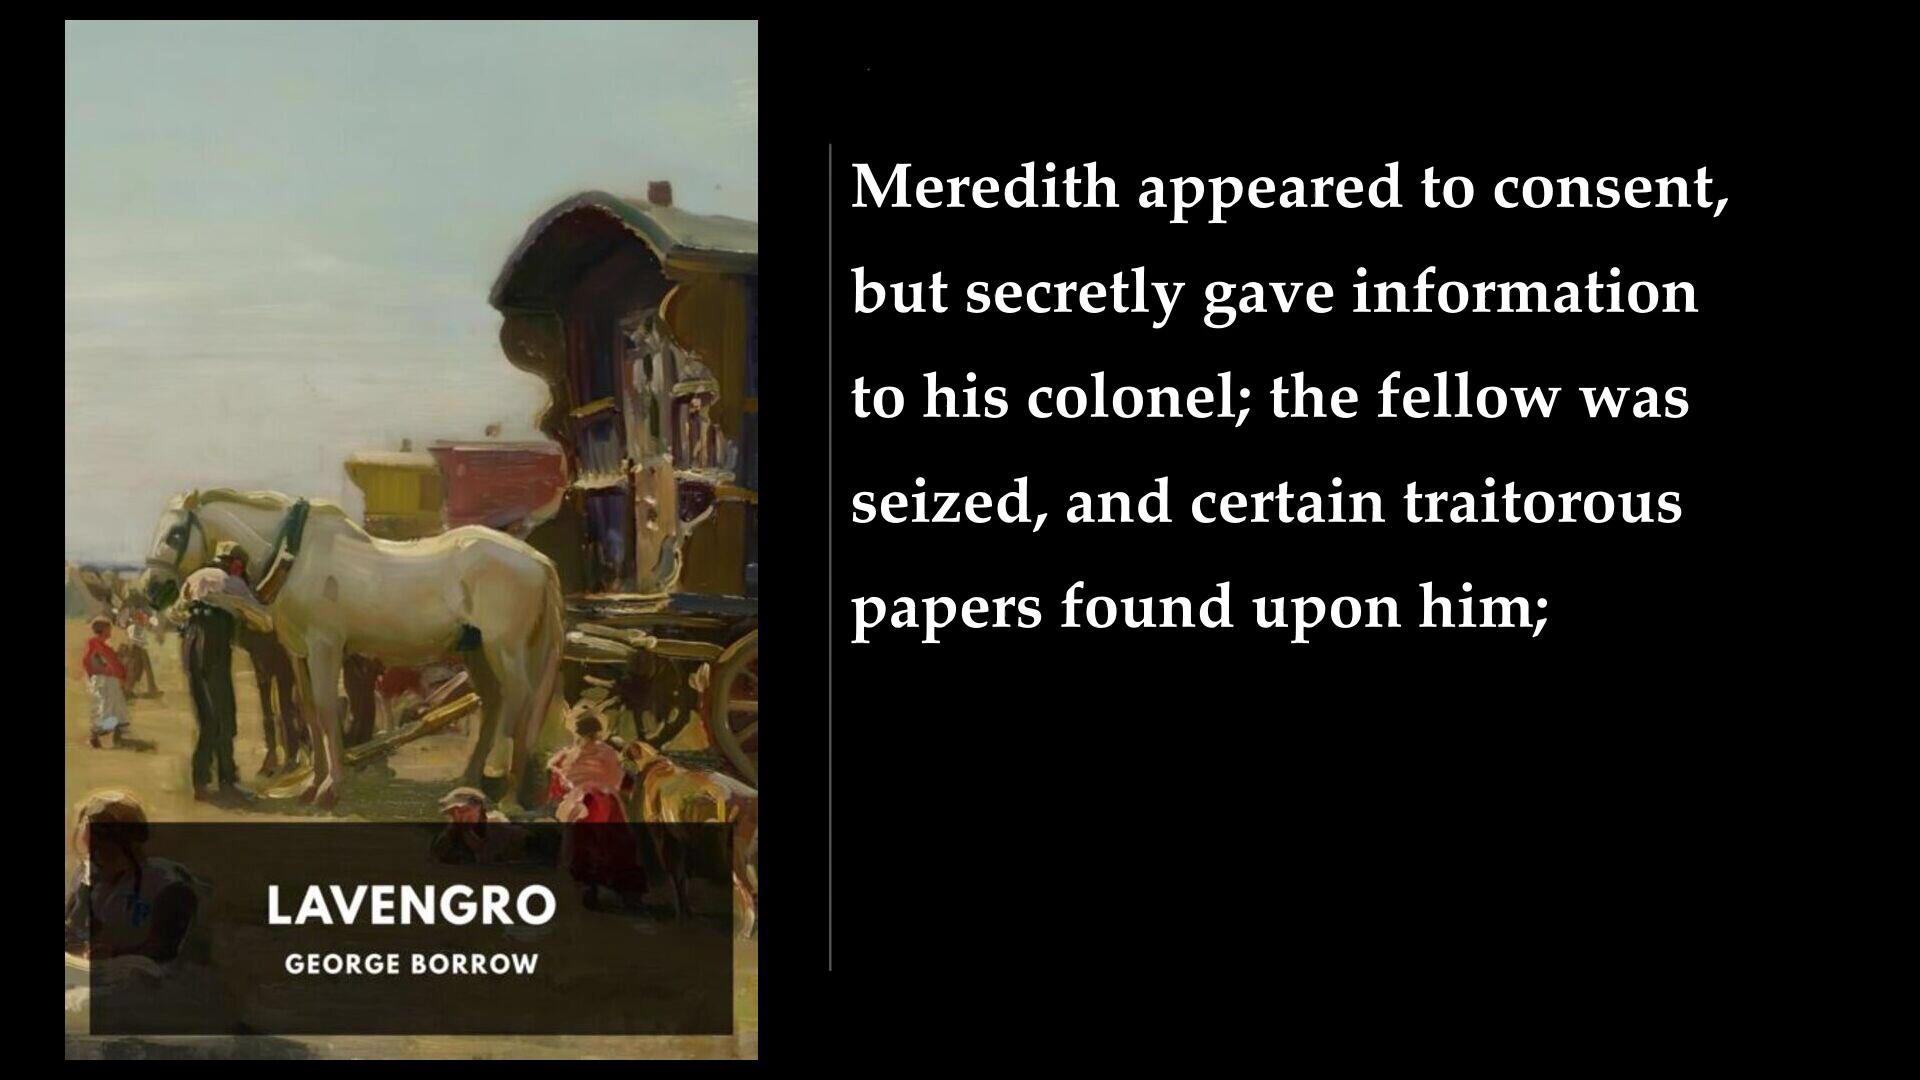 LAVENGRO
GEORGE BORROW
Meredith appeared to consent,
but secretly gave information
to his colonel; the fellow was
seized, and certain traitorous
papers found upon him;